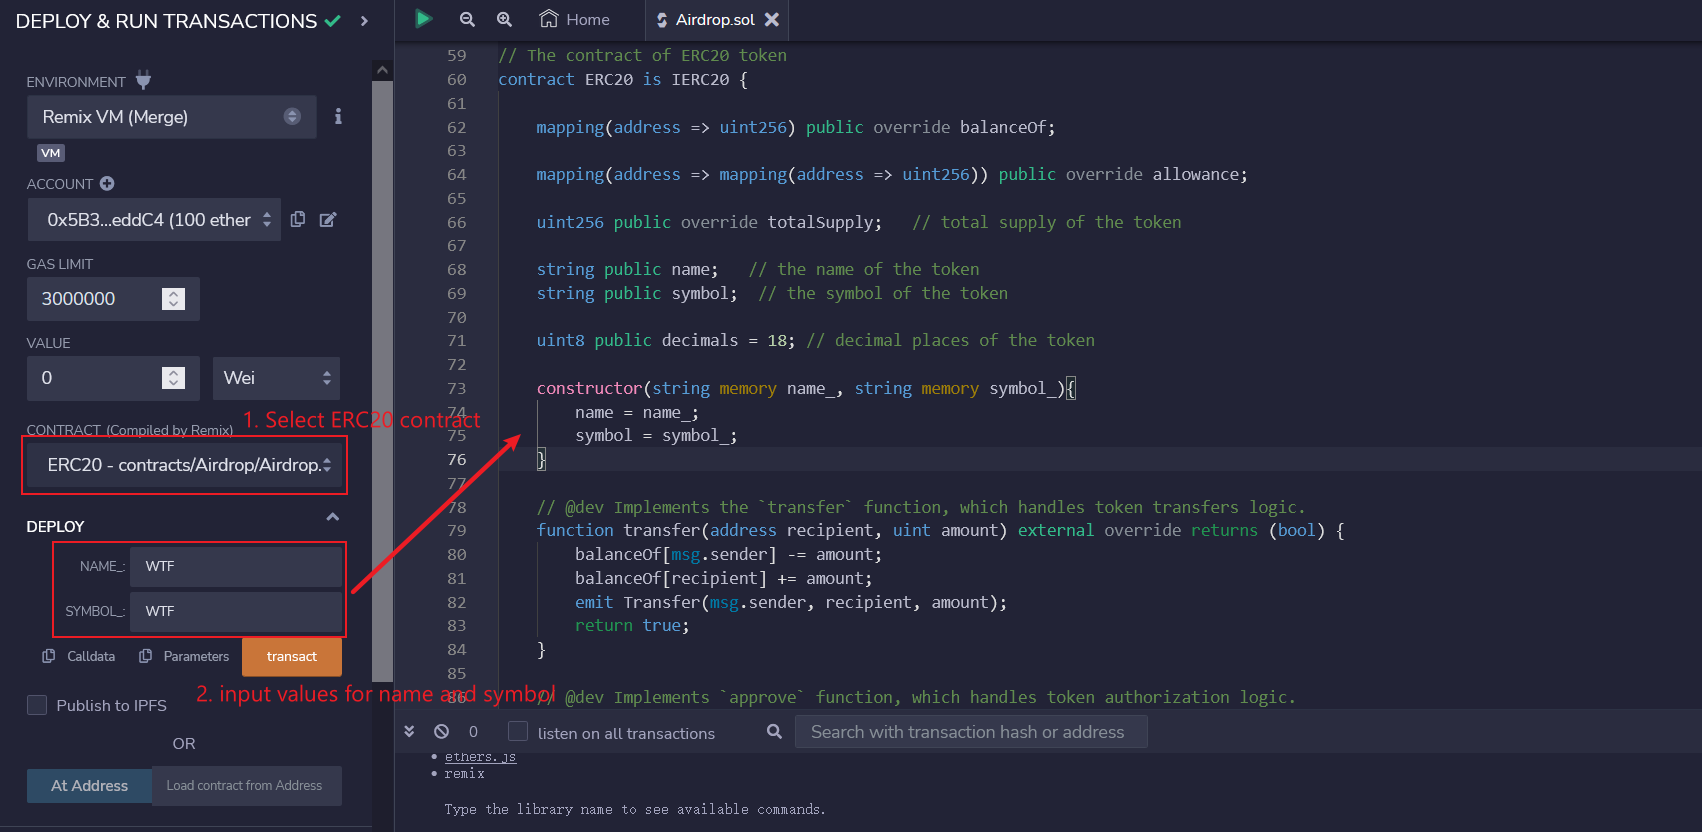 DEPLOY & RUN TRANSACTIONS
ENVIRONMENT
Remix VM (Merge)
VM
ACCOUNT
0x5B3...eddC4 (100 ether
GAS LIMIT
3000000
VALUE
0
Wei
CONTRACT (Compiled by Remix)
1. Select ERC20 contract
ERC20 - contracts/Airdrop/Airdrop.
DEPLOY
NAME_: WTF
SYMBOL_: WTF
Calldata Parameters transact
2. input values for name and symbol
Publish to IPFS
OR
At Address Load contract from Address
Home Airdrop.sol
59 // The contract of ERC20 token
60 contract ERC20 is IERC20 {
61
62 mapping(address => uint256) public override balanceOf;
63
64 mapping(address => mapping(address => uint256)) public override allowance;
65
66 uint256 public override totalSupply; // total supply of the token
67
68 string public name; // the name of the token
69 string public symbol; // the symbol of the token
70
71 uint8 public decimals = 18; // decimal places of the token
72
73 constructor(string memory name_, string memory symbol_){
74 name = name_;
75 symbol = symbol_;
76 }
77
78 // @dev Implements the `transfer` function, which handles token transfers logic.
79 function transfer(address recipient, uint amount) external override returns (bool) {
80 balanceOf[msg.sender] -= amount;
81 balanceOf[recipient] += amount;
82 emit Transfer(msg.sender, recipient, amount);
83 return true;
84 }
85
86 // @dev Implements `approve` function, which handles token authorization logic.
0 listen on all transactions Search with transaction hash or address
• ethers.js
• remix
Type the library name to see available commands.